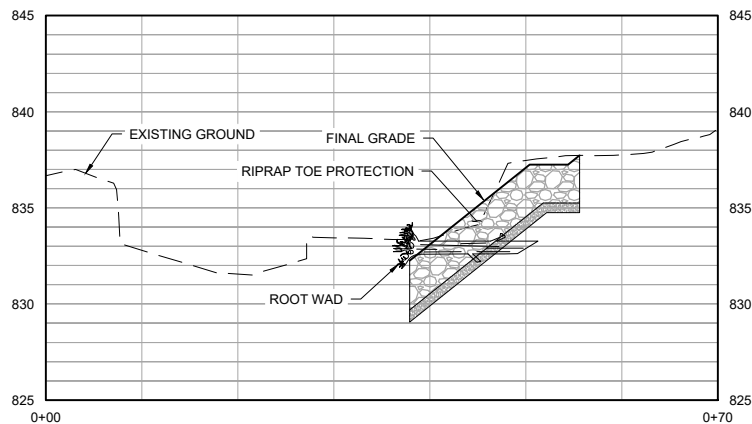 845 845
EXISTING GROUND
FINAL GRADE
840 840
RIPRAP TOE PROTECTION
835 835
ROOT WAD
830 830
825 825
0+00 0+70